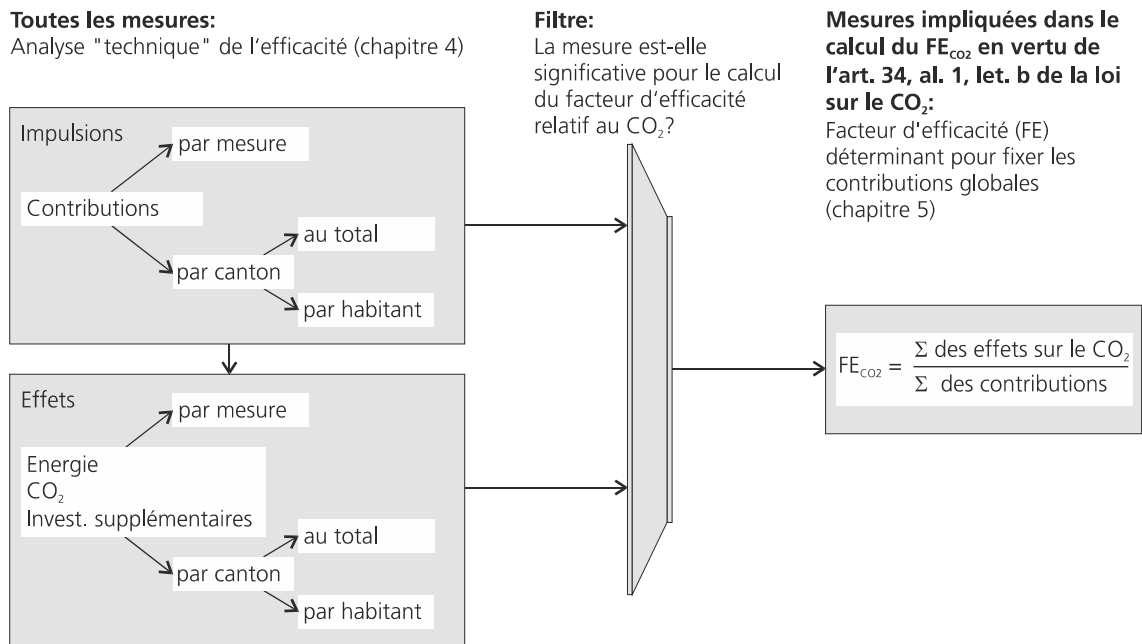 Toutes les mesures:
Analyse "technique" de l'efficacité (chapitre 4)
Impulsions
par mesure
Contributions
au total
par canton
par habitant
Effets
par mesure
Energie
CO₂
Invest. supplémentaires
au total
par canton
par habitant
Filtre:
La mesure est-elle
significative pour le calcul
du facteur d'efficacité
relatif au CO₂?
Mesures impliquées dans le
calcul du FE_CO2 en vertu de
l'art. 34, al. 1, let. b de la loi
sur le CO₂:
Facteur d'efficacité (FE)
déterminant pour fixer les
contributions globales
(chapitre 5)
FE_CO2 = Σ des effets sur le CO₂
Σ des contributions